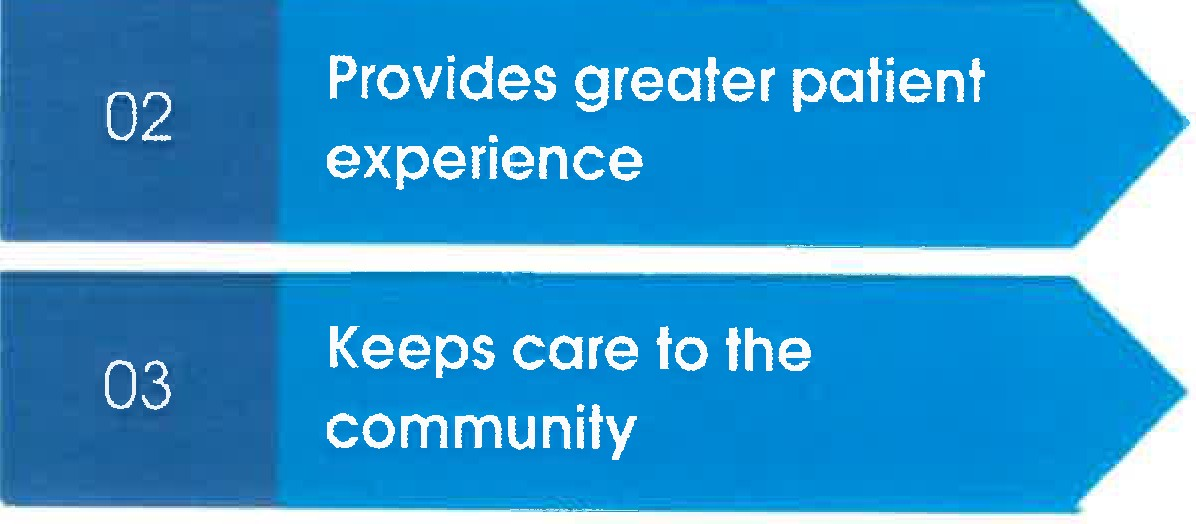 02
Provides greater patient
experience
03
Keeps care to the
community